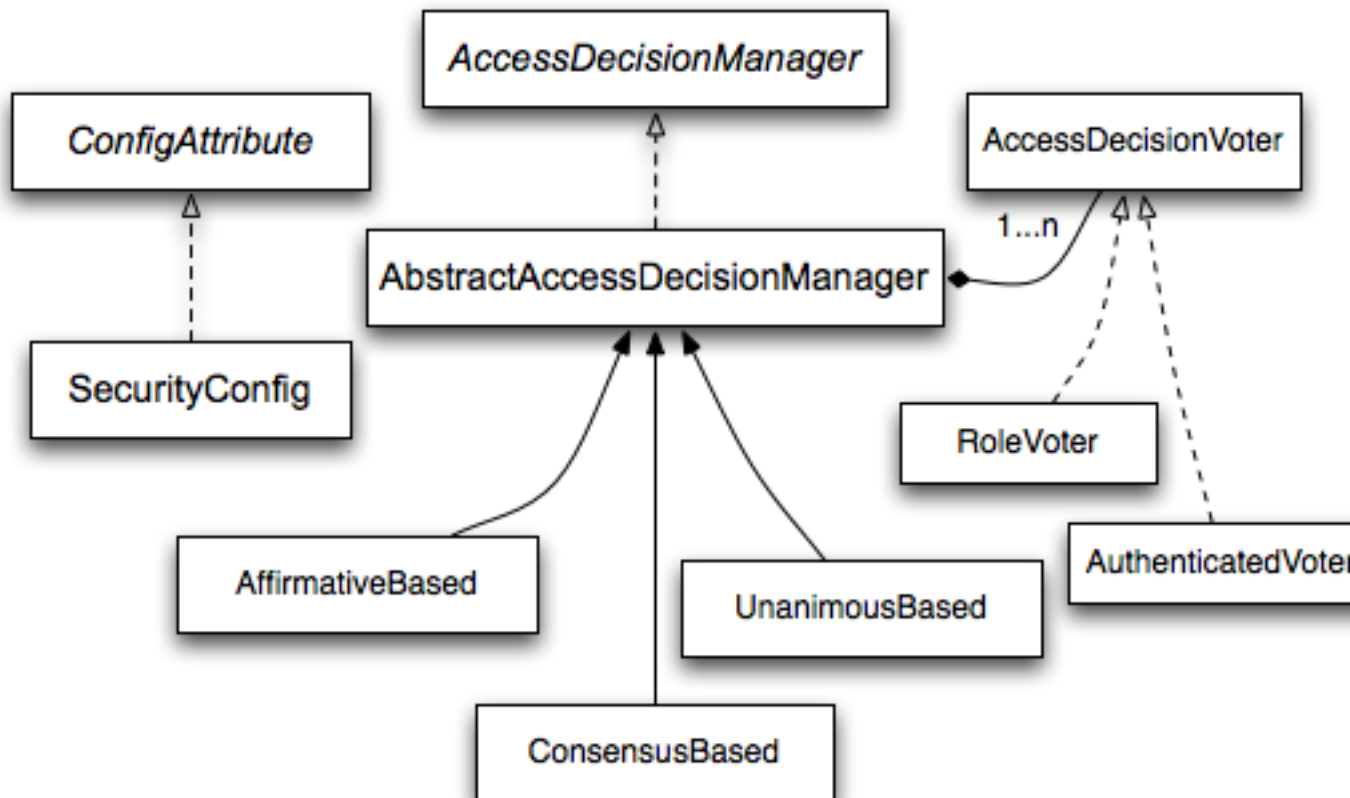 AccessDecisionManager
ConfigAttribute
AccessDecisionVoter
1...n
AbstractAccessDecisionManager
SecurityConfig
RoleVoter
AuthenticatedVoter
AffirmativeBased
UnanimousBased
ConsensusBased